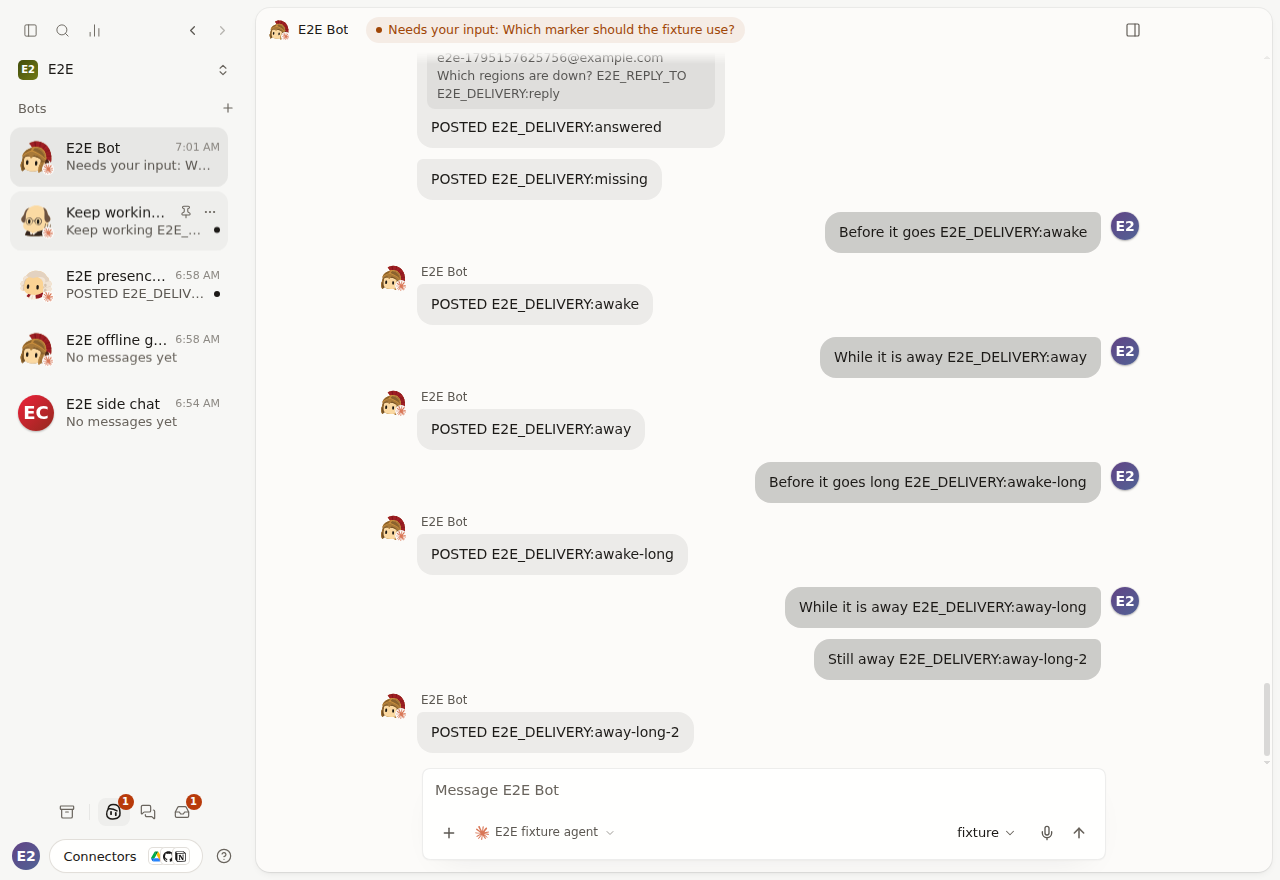 E2 E2E
Bots
E2E Bot 7:01 AM
Needs your input: W...
Keep workin...
Keep working E2E_...
E2E presenc... 6:58 AM
POSTED E2E_DELIV...
E2E offline g... 6:58 AM
No messages yet
EC E2E side chat 6:54 AM
No messages yet
1 1
E2 Connectors
E2E Bot Needs your input: Which marker should the fixture use?
e2e-1795157625756@example.com
Which regions are down? E2E_REPLY_TO
E2E_DELIVERY:reply
POSTED E2E_DELIVERY:answered
POSTED E2E_DELIVERY:missing
Before it goes E2E_DELIVERY:awake E2
E2E Bot
POSTED E2E_DELIVERY:awake
While it is away E2E_DELIVERY:away E2
E2E Bot
POSTED E2E_DELIVERY:away
Before it goes long E2E_DELIVERY:awake-long E2
E2E Bot
POSTED E2E_DELIVERY:awake-long
While it is away E2E_DELIVERY:away-long E2
Still away E2E_DELIVERY:away-long-2
E2E Bot
POSTED E2E_DELIVERY:away-long-2
Message E2E Bot
E2E fixture agent fixture